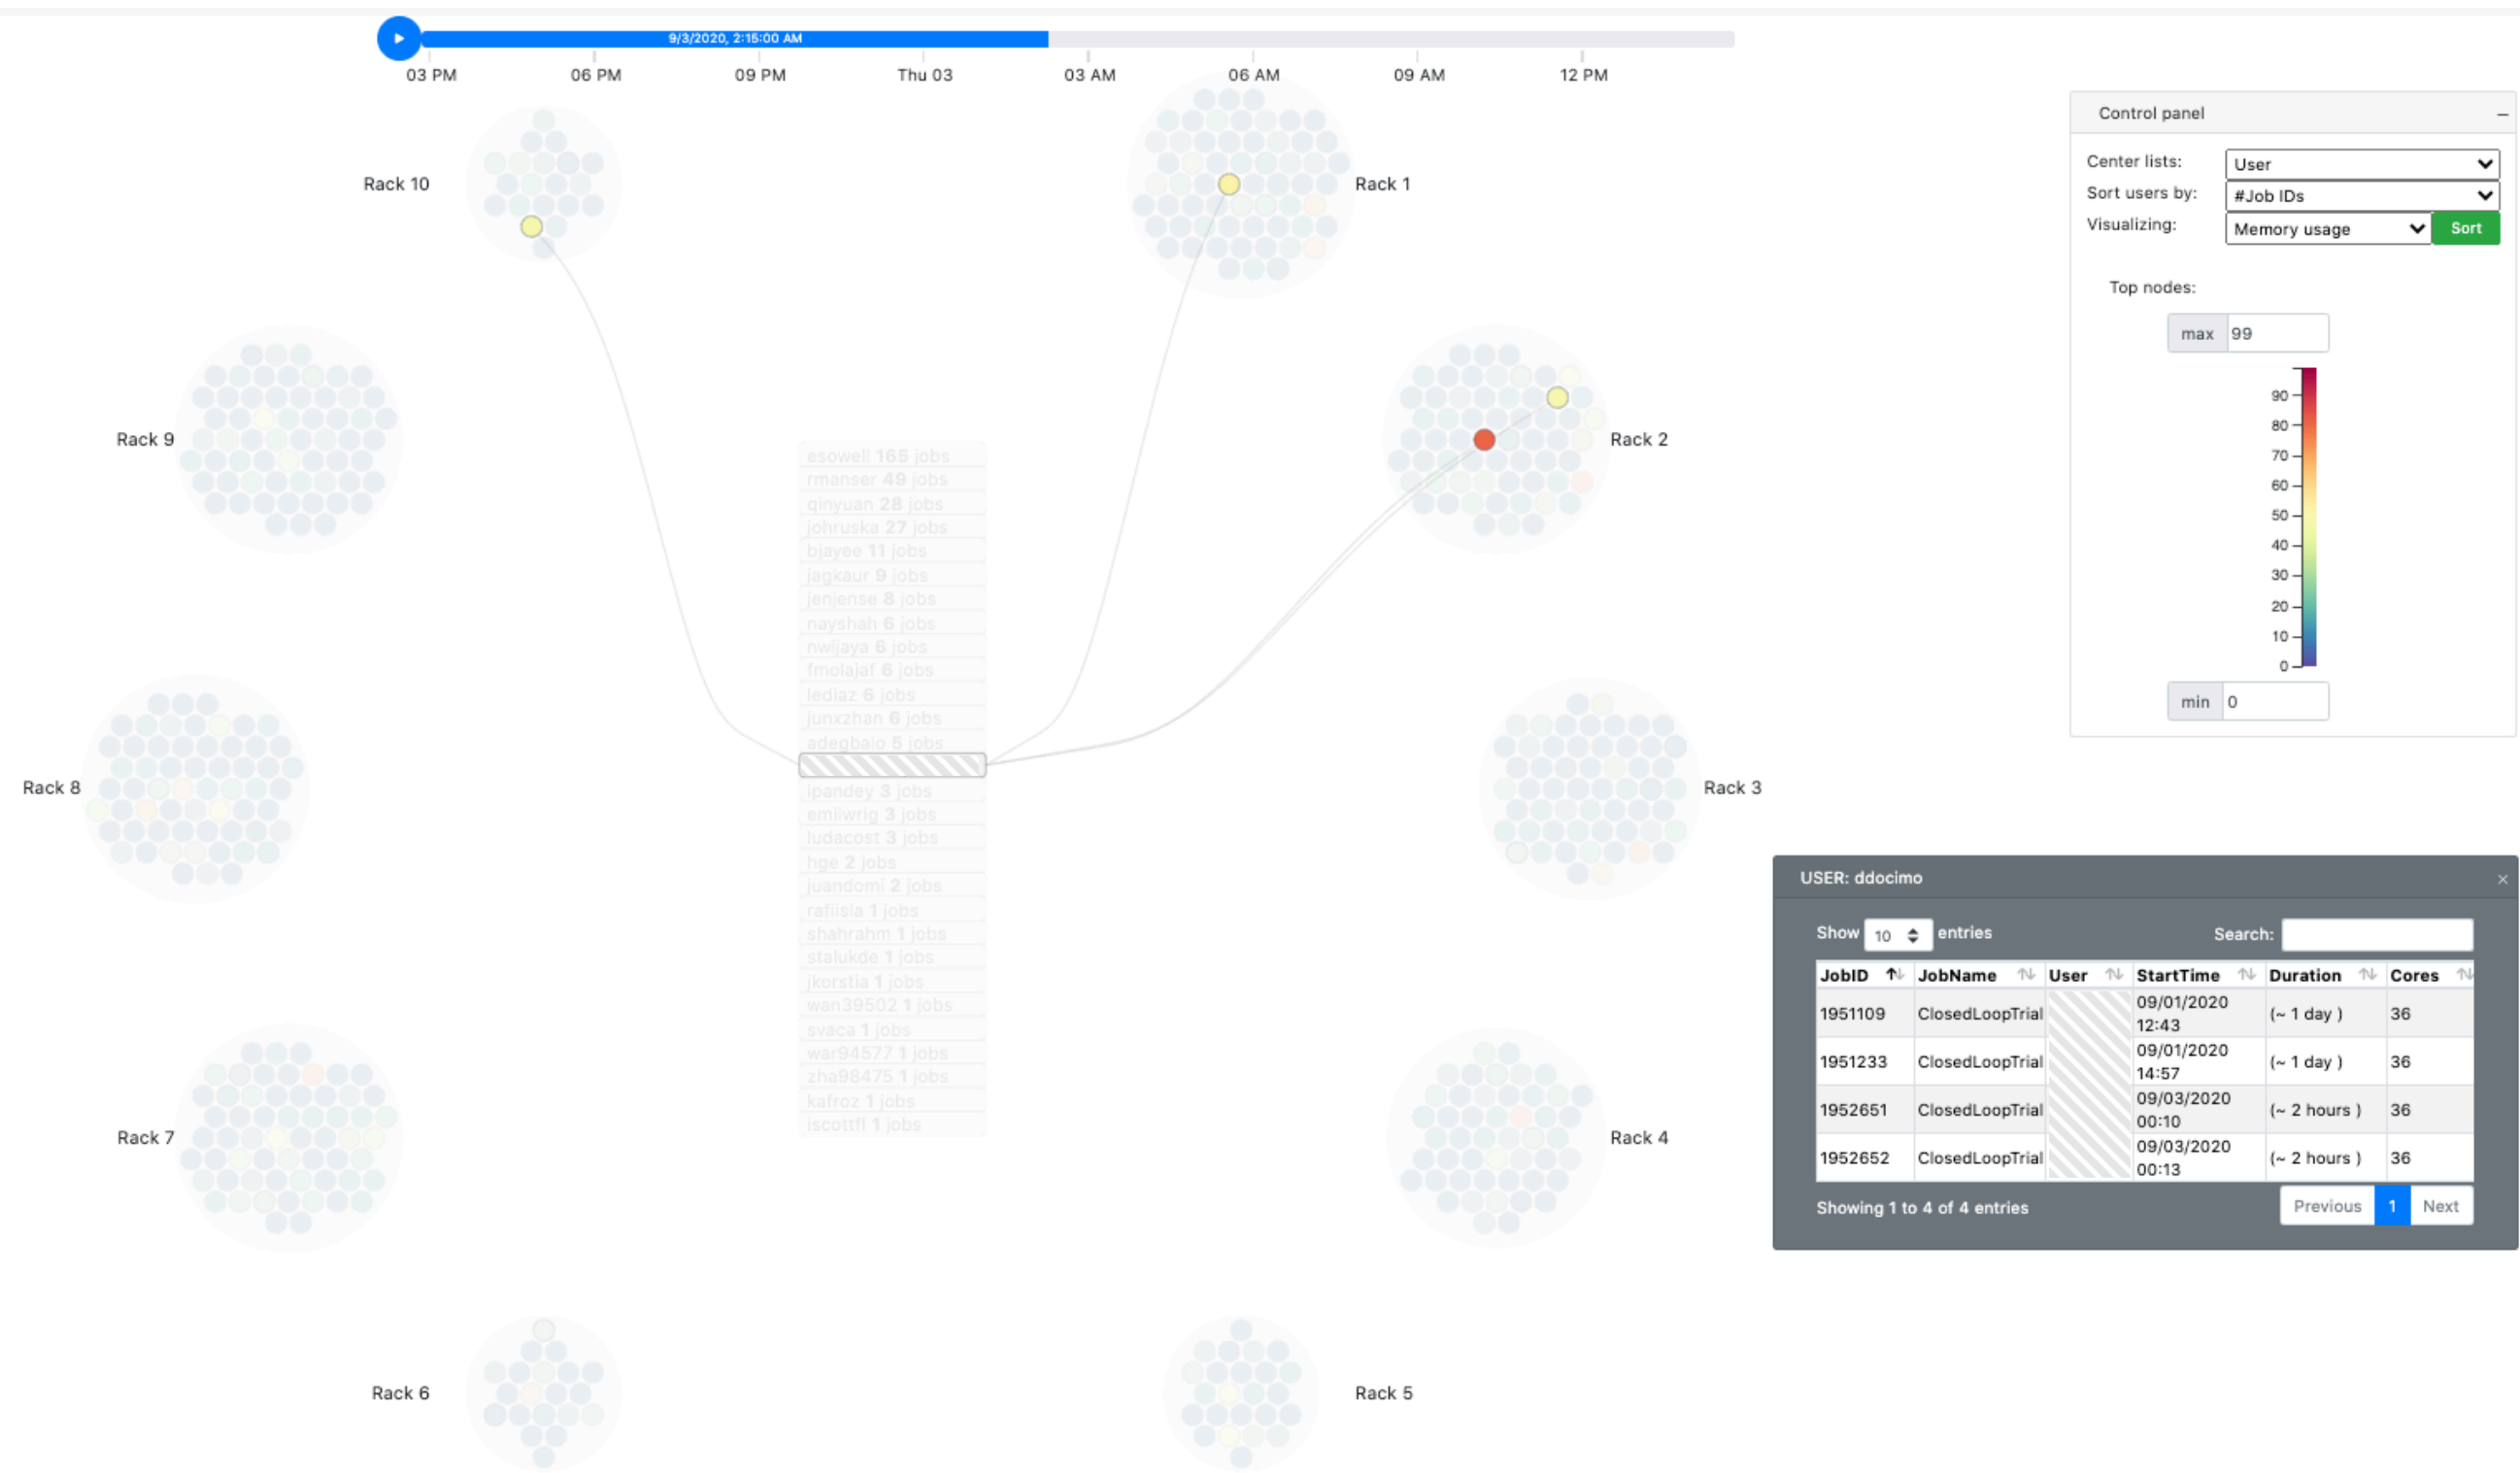 9/3/2020, 2:15:00 AM
03 PM 06 PM 09 PM Thu 03 03 AM 06 AM 09 AM 12 PM
Control panel
Center lists: User
Sort users by: #Job IDs
Visualizing: Memory usage Sort
Top nodes:
max 99
90
80
70
60
50
40
30
20
10
0
min 0
Rack 10
Rack 1
Rack 9
Rack 2
Rack 8
Rack 3
Rack 7
Rack 4
Rack 6
Rack 5
esowell 165 jobs
rmanser 49 jobs
qinyuan 28 jobs
johruska 27 jobs
bjayee 11 jobs
jagkaur 9 jobs
jenjense 8 jobs
nayshah 6 jobs
nwijaya 6 jobs
fmolajaf 6 jobs
lediaz 6 jobs
junxzhan 6 jobs
adegbalo 5 jobs
ipandey 3 jobs
emilwrig 3 jobs
ludacost 3 jobs
hge 2 jobs
juandomi 2 jobs
rafiisla 1 jobs
shahrahm 1 jobs
stalukde 1 jobs
jkorstia 1 jobs
wan39502 1 jobs
svaca 1 jobs
war94577 1 jobs
zha98475 1 jobs
kafroz 1 jobs
iscottfl 1 jobs
USER: ddocimo ×
Show 10 entries Search:
JobID JobName User StartTime Duration Cores
1951109 ClosedLoopTrial 09/01/2020 12:43 (~ 1 day ) 36
1951233 ClosedLoopTrial 09/01/2020 14:57 (~ 1 day ) 36
1952651 ClosedLoopTrial 09/03/2020 00:10 (~ 2 hours ) 36
1952652 ClosedLoopTrial 09/03/2020 00:13 (~ 2 hours ) 36
Showing 1 to 4 of 4 entries Previous 1 Next